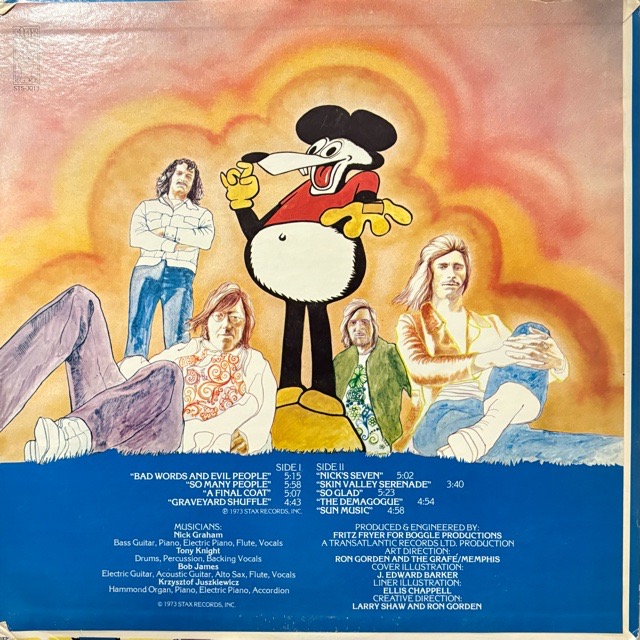 stax
STS-3013
SIDE I
"BAD WORDS AND EVIL PEOPLE" 5:15
"SO MANY PEOPLE" 5:58
"A FINAL COAT" 5:07
"GRAVEYARD SHUFFLE" 4:43
℗ 1973 STAX RECORDS, INC.
SIDE II
"NICK'S SEVEN" 5:02
"SKIN VALLEY SERENADE" 3:40
"SO GLAD" 5:23
"THE DEMAGOGUE" 4:54
"SUN MUSIC" 4:58
MUSICIANS:
Nick Graham
Bass Guitar, Piano, Electric Piano, Flute, Vocals
Tony Knight
Drums, Percussion, Backing Vocals
Bob James
Electric Guitar, Acoustic Guitar, Alto Sax, Flute, Vocals
Krzysztof Juszkiewicz
Hammond Organ, Piano, Electric Piano, Accordion
© 1973 STAX RECORDS, INC.
PRODUCED & ENGINEERED BY:
FRITZ FRYER FOR BOGGLE PRODUCTIONS
A TRANSATLANTIC RECORDS LTD. PRODUCTION
ART DIRECTION:
RON GORDEN AND THE GRAFE/MEMPHIS
COVER ILLUSTRATION:
J. EDWARD BARKER
LINER ILLUSTRATION:
ELLIS CHAPPELL
CREATIVE DIRECTION:
LARRY SHAW AND RON GORDEN